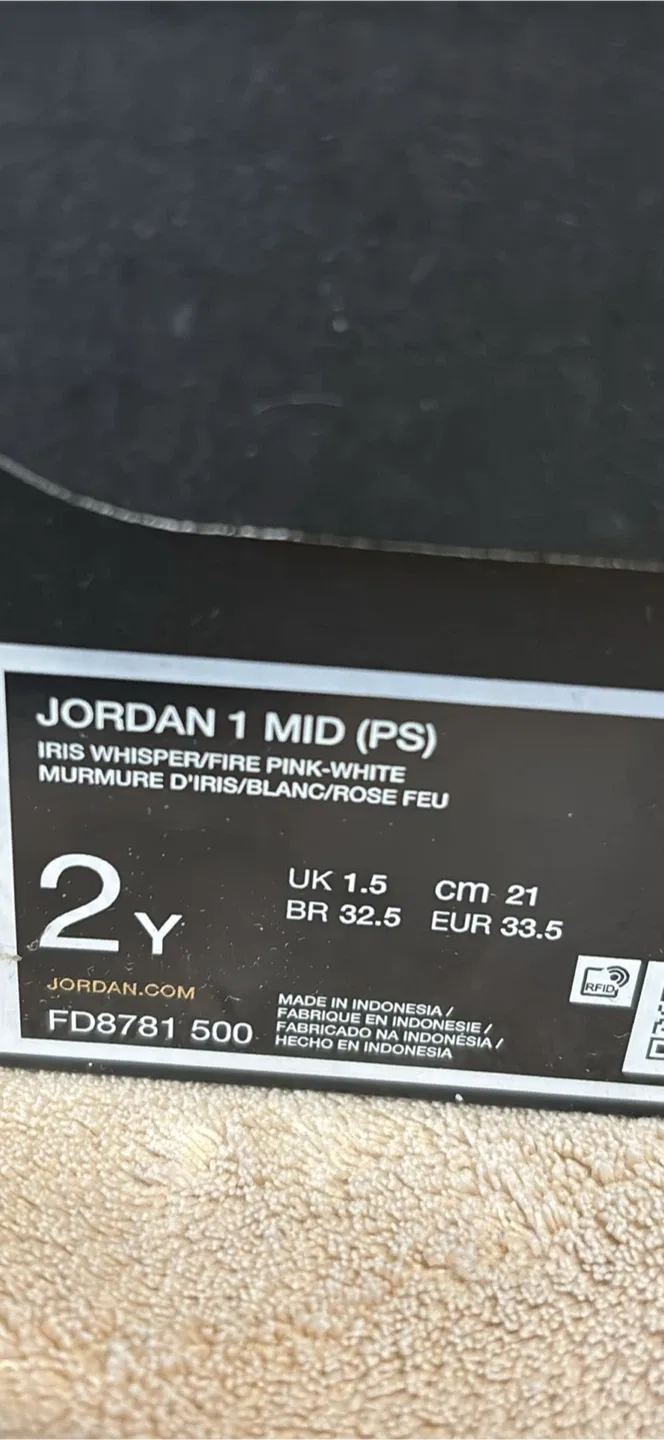 JORDAN 1 MID (PS)
IRIS WHISPER/FIRE PINK-WHITE
MURMURE D'IRIS/BLANC/ROSE FEU
2Y
UK 1.5 cm 21
BR 32.5 EUR 33.5
RFID
JORDAN.COM
FD8781 500
MADE IN INDONESIA /
FABRIQUE EN INDONESIE /
FABRICADO NA INDONÉSIA /
HECHO EN INDONESIA